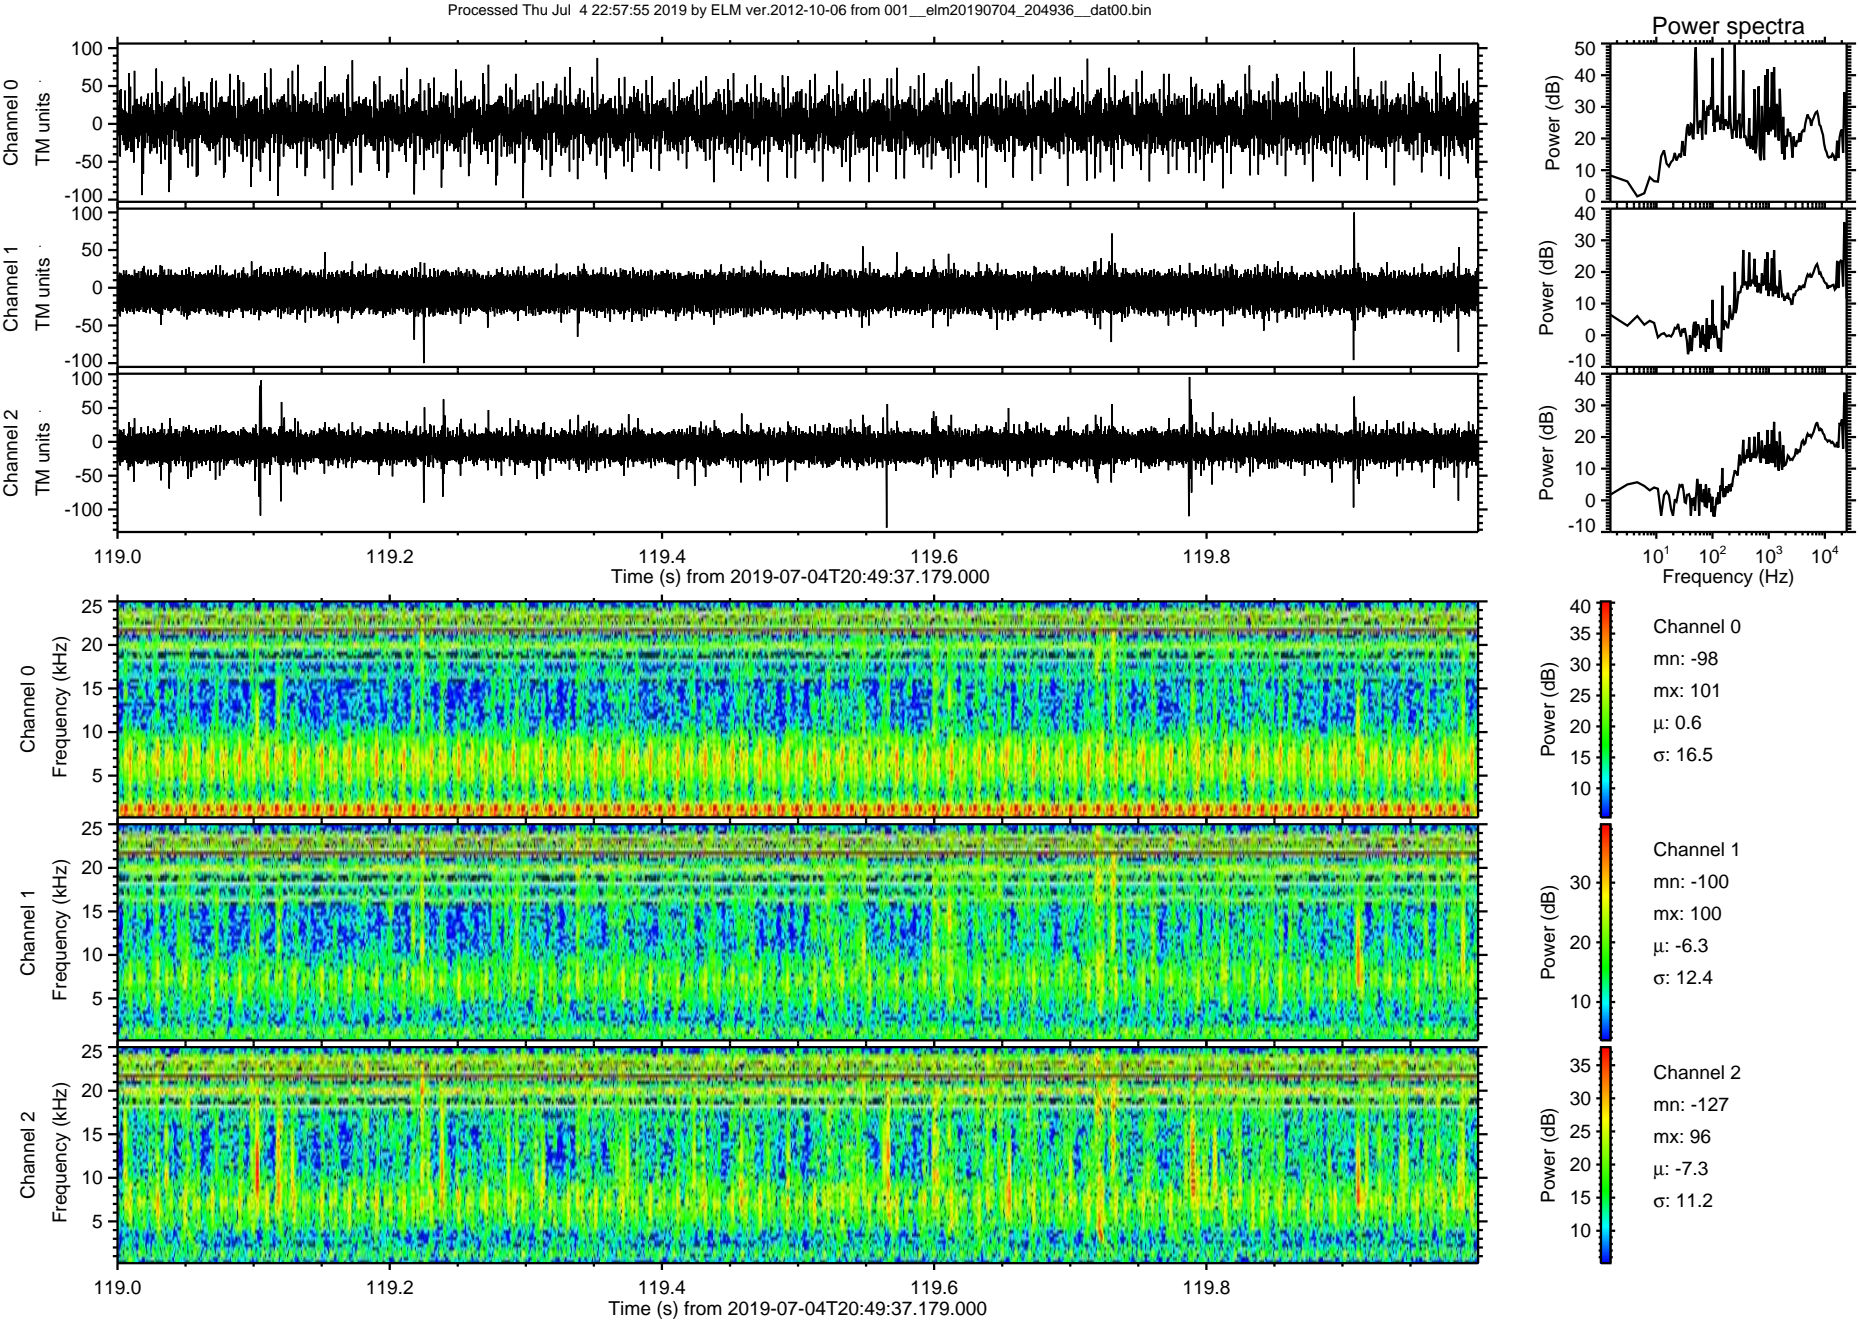 Processed Thu Jul  4 22:57:55 2019 by ELM ver.2012-10-06 from 001__elm20190704_204936__dat00.bin
Power spectra
Channel 0
TM units
100
50
0
-50
-100
Power (dB)
50
40
30
20
10
0
Channel 1
TM units
100
50
0
-50
-100
Power (dB)
40
30
20
10
0
-10
Channel 2
TM units
100
50
0
-50
-100
Power (dB)
40
30
20
10
0
-10
119.0 119.2 119.4 119.6 119.8
Time (s) from 2019-07-04T20:49:37.179.000
10¹ 10² 10³ 10⁴
Frequency (Hz)
Channel 0
Frequency (kHz)
25
20
15
10
5
Power (dB)
40
35
30
25
20
15
10
Channel 0
mn: -98
mx: 101
μ: 0.6
σ: 16.5
Channel 1
Frequency (kHz)
25
20
15
10
5
Power (dB)
30
20
10
Channel 1
mn: -100
mx: 100
μ: -6.3
σ: 12.4
Channel 2
Frequency (kHz)
25
20
15
10
5
Power (dB)
35
30
25
20
15
10
Channel 2
mn: -127
mx: 96
μ: -7.3
σ: 11.2
119.0 119.2 119.4 119.6 119.8
Time (s) from 2019-07-04T20:49:37.179.000